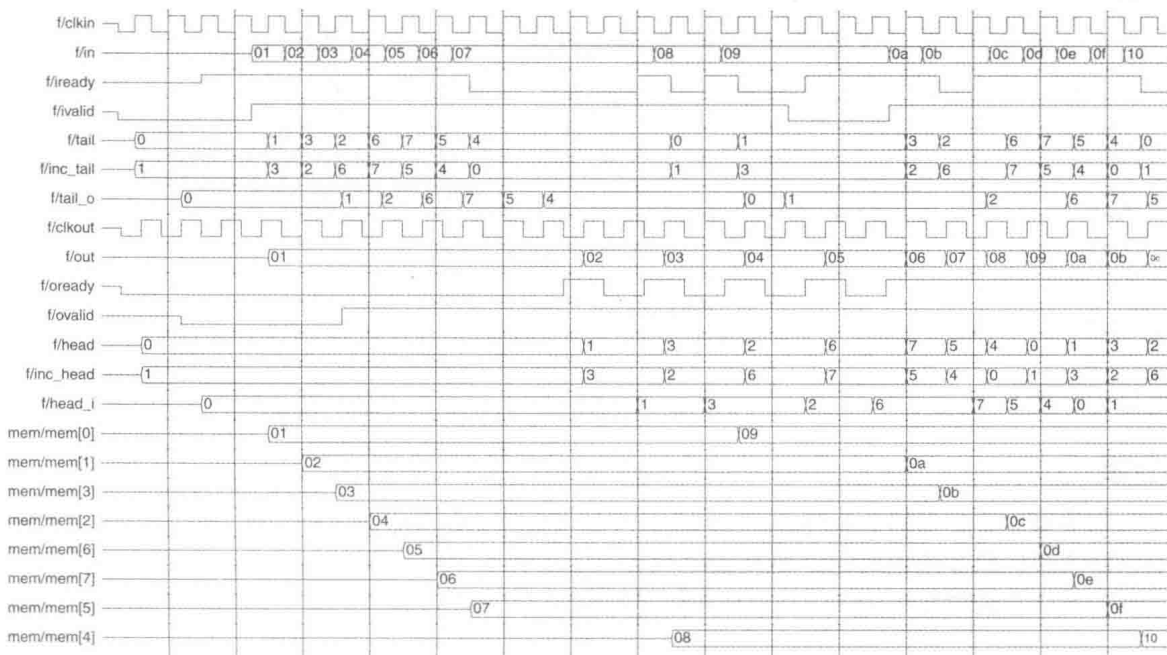 f/clkin
f/in 01 02 03 04 05 06 07 08 09 0a 0b 0c 0d 0e 0f 10
f/iready
f/ivalid
f/tail 0 1 3 2 6 7 5 4 0 1 3 2 6 7 5 4 0
f/inc_tail 1 3 2 6 7 5 4 0 1 3 2 6 7 5 4 0 1
f/tail_o 0 1 2 6 7 5 4 0 1 2 6 7 5
f/clkout
f/out 01 02 03 04 05 06 07 08 09 0a 0b
f/oready
f/ovalid
f/head 0 1 3 2 6 7 5 4 0 1 3 2
f/inc_head 1 3 2 6 7 5 4 0 1 3 2 6
f/head_i 0 1 3 2 6 7 5 4 0 1
mem/mem[0] 01 09
mem/mem[1] 02 0a
mem/mem[3] 03 0b
mem/mem[2] 04 0c
mem/mem[6] 05 0d
mem/mem[7] 06 0e
mem/mem[5] 07 0f
mem/mem[4] 08 10